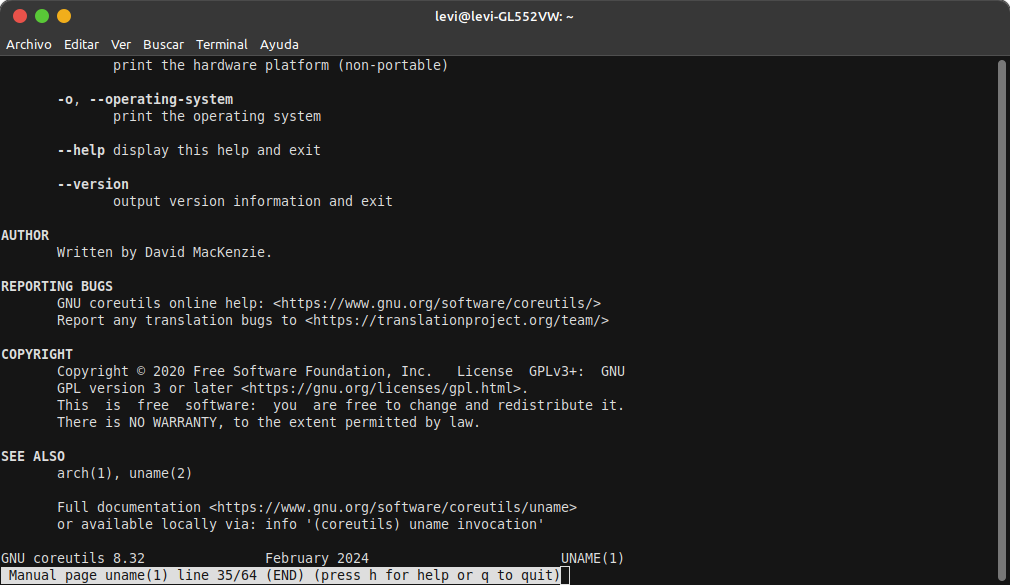 levi@levi-GL552VW: ~
Archivo Editar Ver Buscar Terminal Ayuda
print the hardware platform (non-portable)
-o, --operating-system
print the operating system
--help display this help and exit
--version
output version information and exit
AUTHOR
Written by David MacKenzie.
REPORTING BUGS
GNU coreutils online help: <https://www.gnu.org/software/coreutils/>
Report any translation bugs to <https://translationproject.org/team/>
COPYRIGHT
Copyright © 2020 Free Software Foundation, Inc.   License  GPLv3+:  GNU
GPL version 3 or later <https://gnu.org/licenses/gpl.html>.
This  is  free  software:  you  are free to change and redistribute it.
There is NO WARRANTY, to the extent permitted by law.
SEE ALSO
arch(1), uname(2)
Full documentation <https://www.gnu.org/software/coreutils/uname>
or available locally via: info '(coreutils) uname invocation'
GNU coreutils 8.32               February 2024                        UNAME(1)
Manual page uname(1) line 35/64 (END) (press h for help or q to quit)